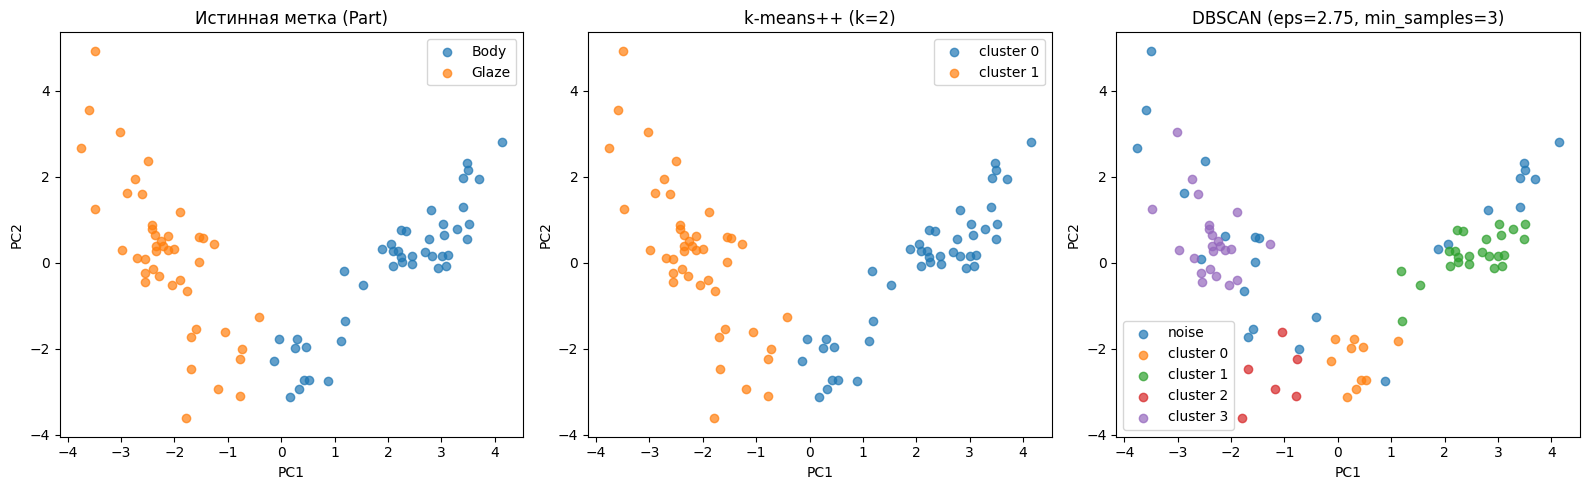 Истинная метка (Part)
Body
Glaze
PC2
4
2
0
−2
−4
−4
−3
−2
−1
0
1
2
3
4
PC1
k-means++ (k=2)
cluster 0
cluster 1
PC2
4
2
0
−2
−4
−4
−3
−2
−1
0
1
2
3
4
PC1
DBSCAN (eps=2.75, min_samples=3)
PC2
4
2
0
−2
−4
noise
cluster 0
cluster 1
cluster 2
cluster 3
−4
−3
−2
−1
0
1
2
3
4
PC1